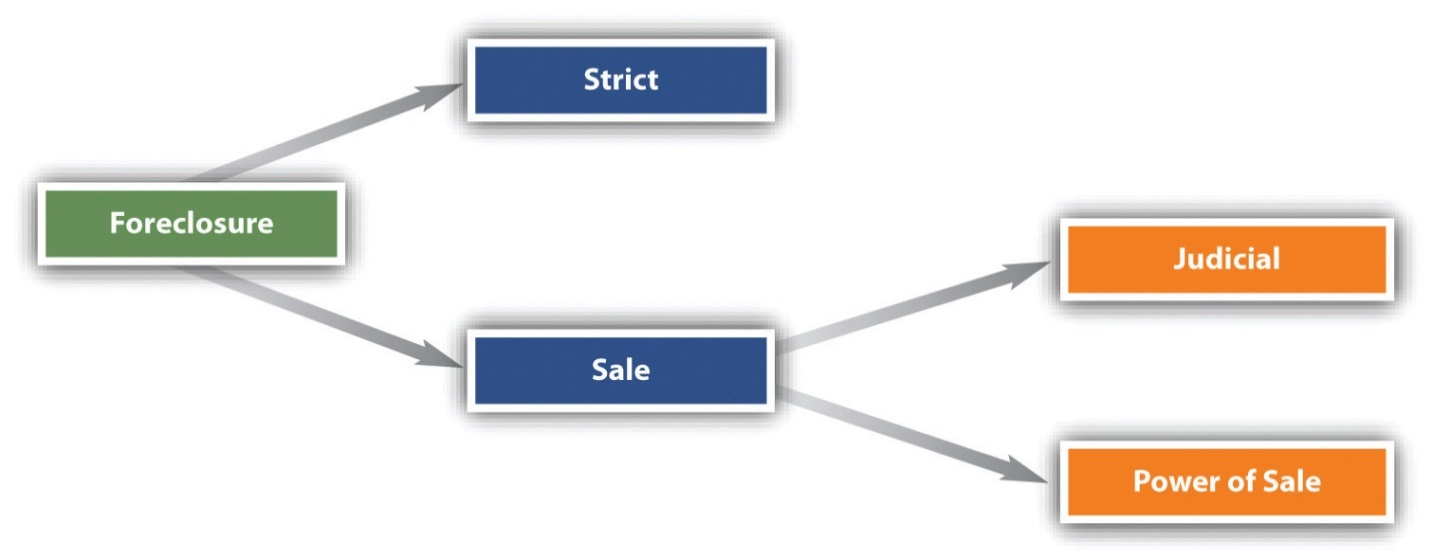 Strict
Foreclosure
Judicial
Sale
Power of Sale